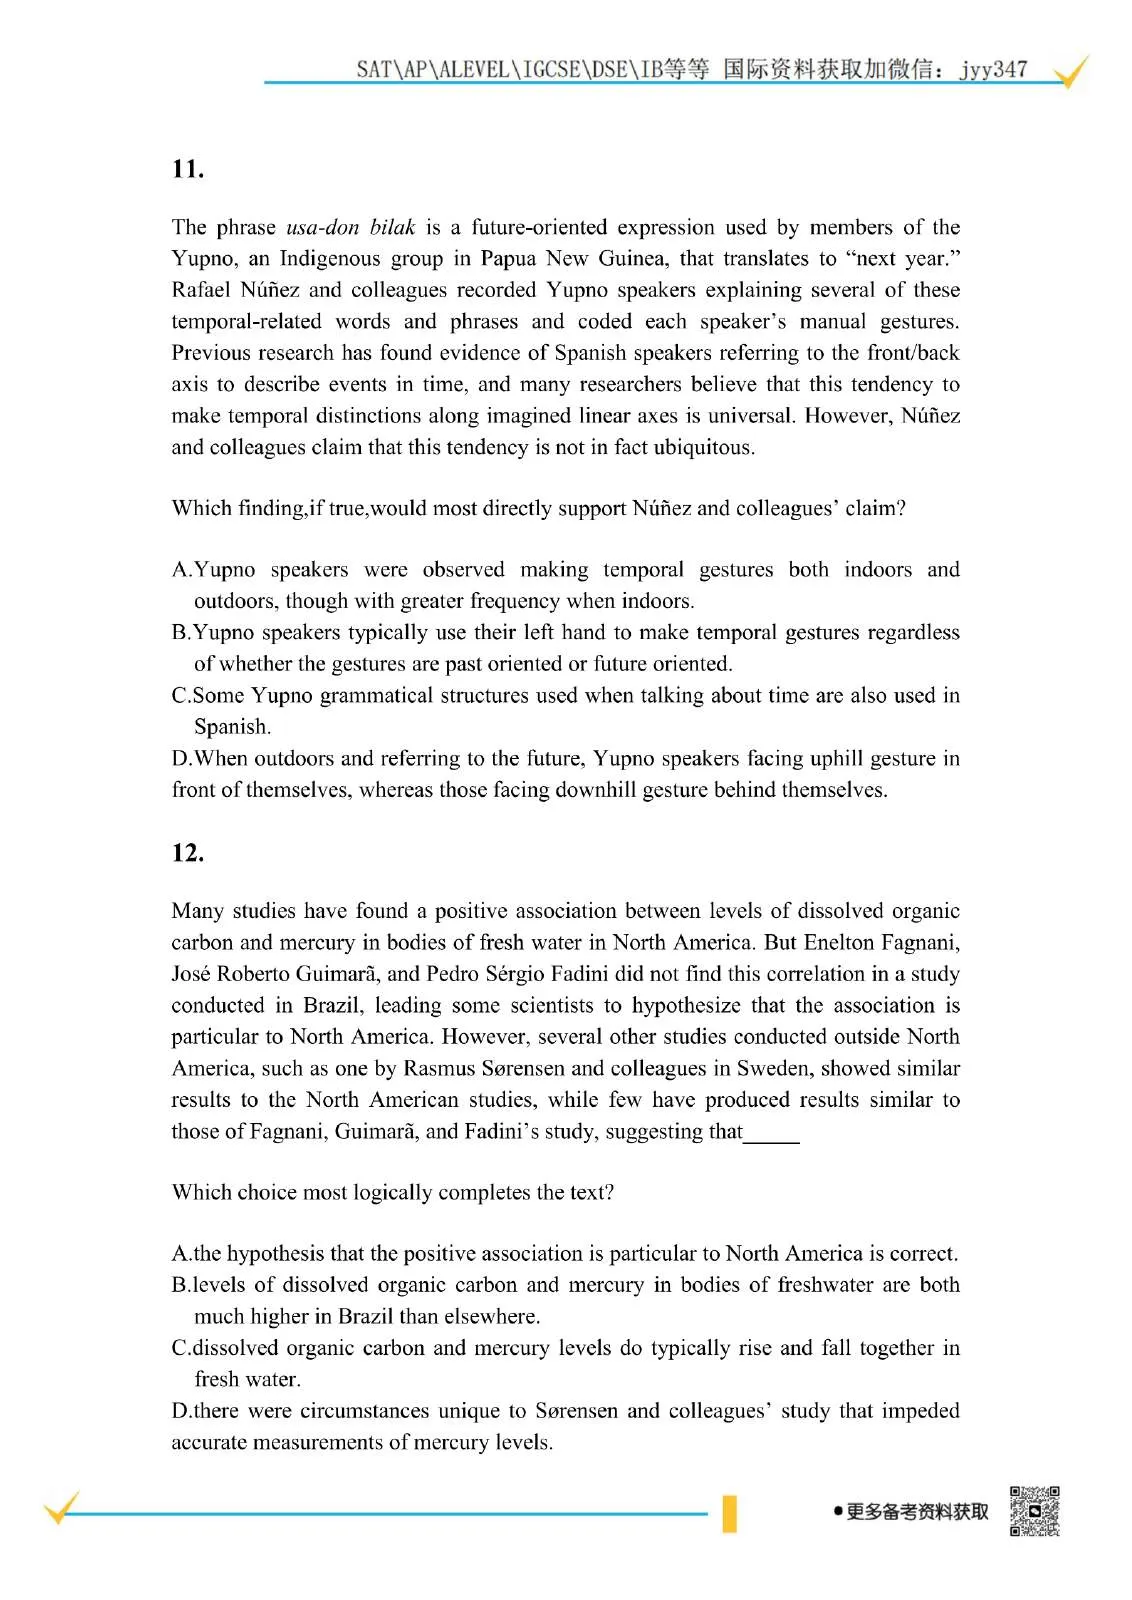 SAT\AP\ALEVEL\IGCSE\DSE\IB等等 国际资料获取加微信：jyy347
11.
The phrase usa-don bilak is a future-oriented expression used by members of the
Yupno, an Indigenous group in Papua New Guinea, that translates to “next year.”
Rafael Núñez and colleagues recorded Yupno speakers explaining several of these
temporal-related words and phrases and coded each speaker’s manual gestures.
Previous research has found evidence of Spanish speakers referring to the front/back
axis to describe events in time, and many researchers believe that this tendency to
make temporal distinctions along imagined linear axes is universal. However, Núñez
and colleagues claim that this tendency is not in fact ubiquitous.
Which finding,if true,would most directly support Núñez and colleagues’ claim?
A.Yupno speakers were observed making temporal gestures both indoors and
outdoors, though with greater frequency when indoors.
B.Yupno speakers typically use their left hand to make temporal gestures regardless
of whether the gestures are past oriented or future oriented.
C.Some Yupno grammatical structures used when talking about time are also used in
Spanish.
D.When outdoors and referring to the future, Yupno speakers facing uphill gesture in
front of themselves, whereas those facing downhill gesture behind themselves.
12.
Many studies have found a positive association between levels of dissolved organic
carbon and mercury in bodies of fresh water in North America. But Enelton Fagnani,
José Roberto Guimarã, and Pedro Sérgio Fadini did not find this correlation in a study
conducted in Brazil, leading some scientists to hypothesize that the association is
particular to North America. However, several other studies conducted outside North
America, such as one by Rasmus Sørensen and colleagues in Sweden, showed similar
results to the North American studies, while few have produced results similar to
those of Fagnani, Guimarã, and Fadini’s study, suggesting that_____
Which choice most logically completes the text?
A.the hypothesis that the positive association is particular to North America is correct.
B.levels of dissolved organic carbon and mercury in bodies of freshwater are both
much higher in Brazil than elsewhere.
C.dissolved organic carbon and mercury levels do typically rise and fall together in
fresh water.
D.there were circumstances unique to Sørensen and colleagues’ study that impeded
accurate measurements of mercury levels.
•更多备考资料获取